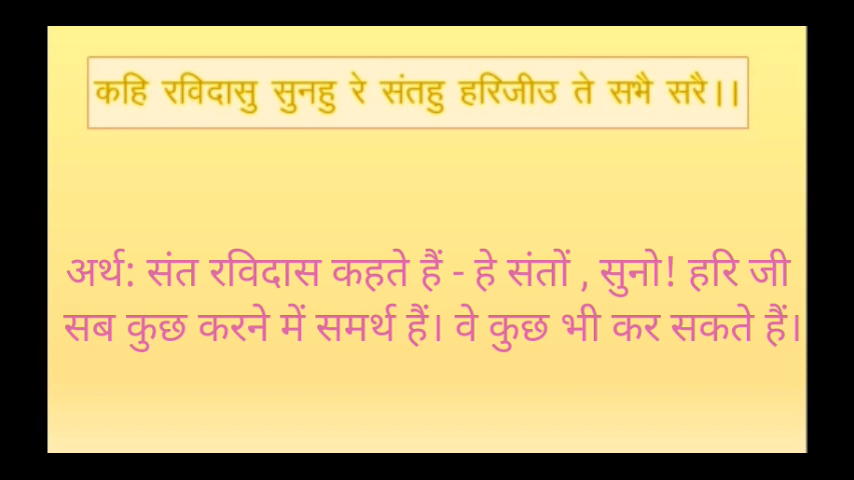 कहि रविदासु सुनहु रे संतहु हरिजीउ ते सभै सरै।।
अर्थ: संत रविदास कहते हैं - हे संतों , सुनो! हरि जी
सब कुछ करने में समर्थ हैं। वे कुछ भी कर सकते हैं।